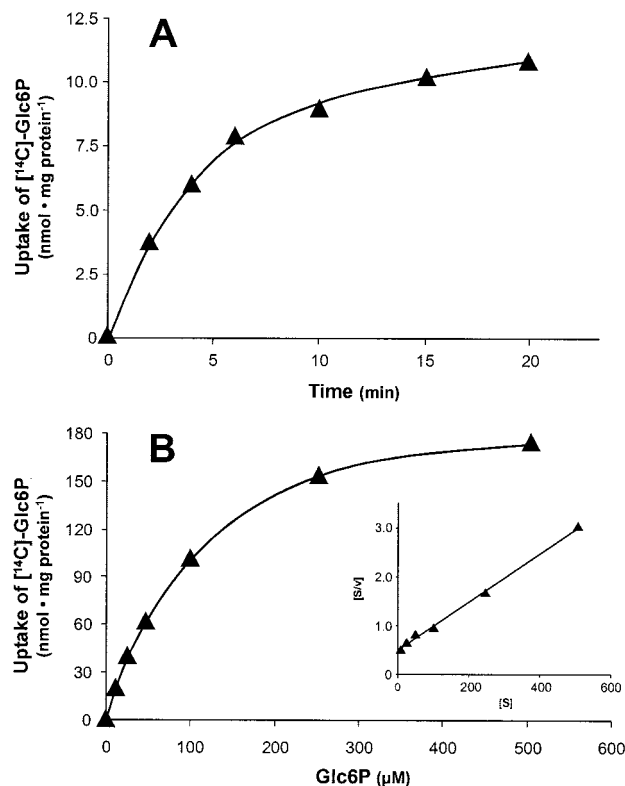 A
Uptake of [¹⁴C]-Glc6P
(nmol • mg protein⁻¹)
12.5
10.0
7.5
5.0
2.5
0
0 5 10 15 20
Time (min)
B
Uptake of [¹⁴C]-Glc6P
(nmol • mg protein⁻¹)
180
150
120
90
60
30
0
0 100 200 300 400 500 600
Glc6P (µM)
[S/v]
3.0
2.0
1.0
0
0 200 400 600
[S]